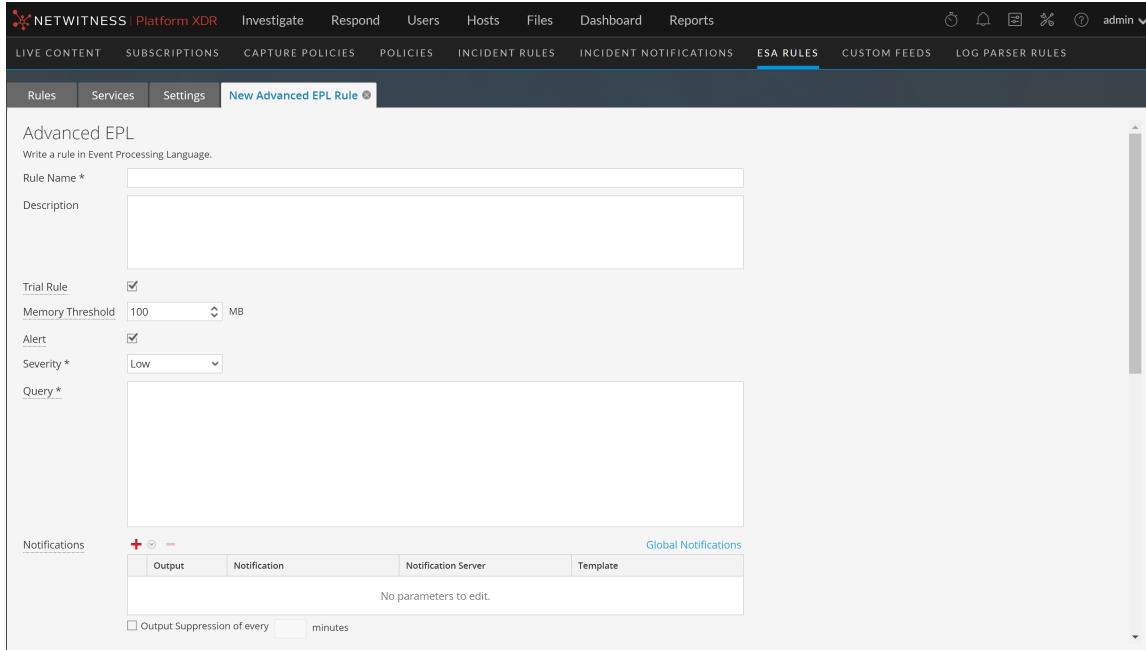 NETWITNESS | Platform XDR Investigate Respond Users Hosts Files Dashboard Reports admin
LIVE CONTENT SUBSCRIPTIONS CAPTURE POLICIES POLICIES INCIDENT RULES INCIDENT NOTIFICATIONS ESA RULES CUSTOM FEEDS LOG PARSER RULES
Rules Services Settings New Advanced EPL Rule
Advanced EPL
Write a rule in Event Processing Language.
Rule Name *
Description
Trial Rule
Memory Threshold 100 MB
Alert
Severity * Low
Query *
Notifications Global Notifications
Output Notification Notification Server Template
No parameters to edit.
Output Suppression of every minutes